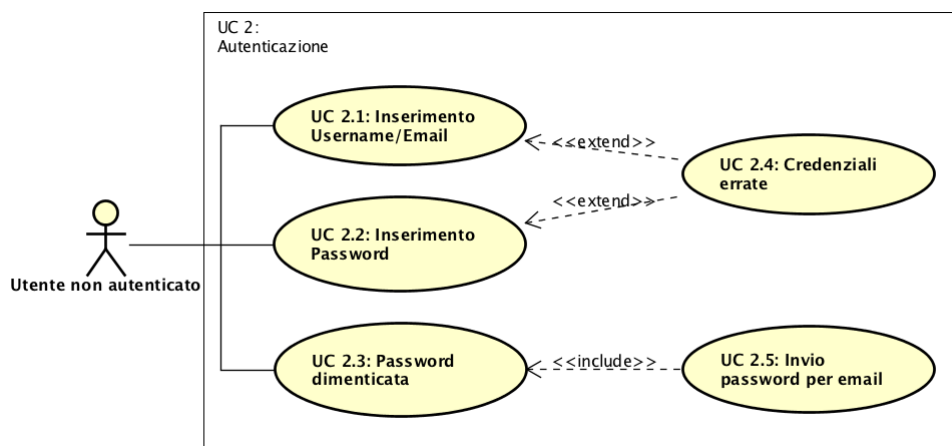 UC 2:
Autenticazione
UC 2.1: Inserimento
Username/Email
<<extend>>
UC 2.4: Credenziali
errate
<<extend>>
UC 2.2: Inserimento
Password
Utente non autenticato
UC 2.3: Password
dimenticata
<<include>>
UC 2.5: Invio
password per email